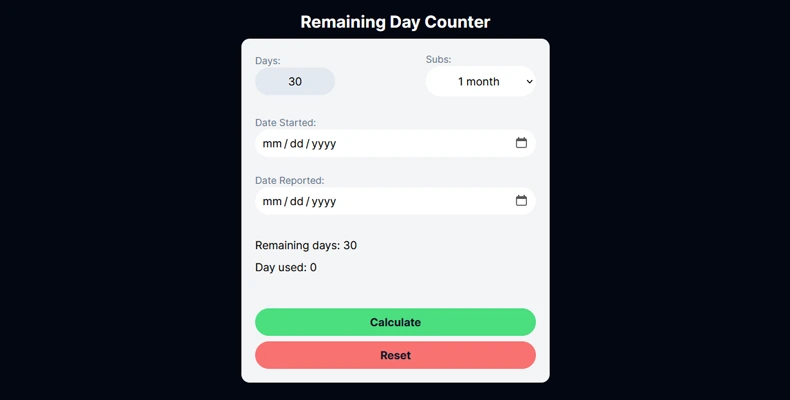 Remaining Day Counter
Days:
Subs:
30
1 month
Date Started:
mm/dd/yyyy
Date Reported:
mm/dd/yyyy
Remaining days: 30
Day used: 0
Calculate
Reset